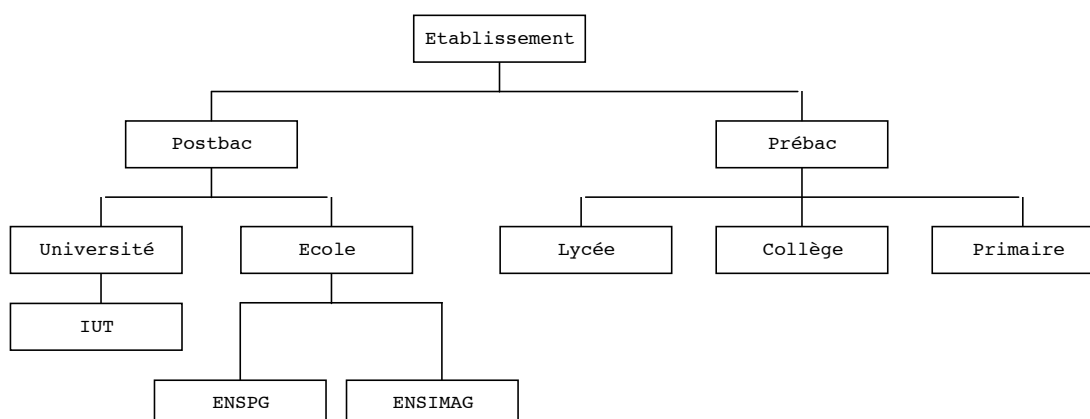 Etablissement
Postbac
Prébac
Université
Ecole
Lycée
Collège
Primaire
IUT
ENSPG
ENSIMAG